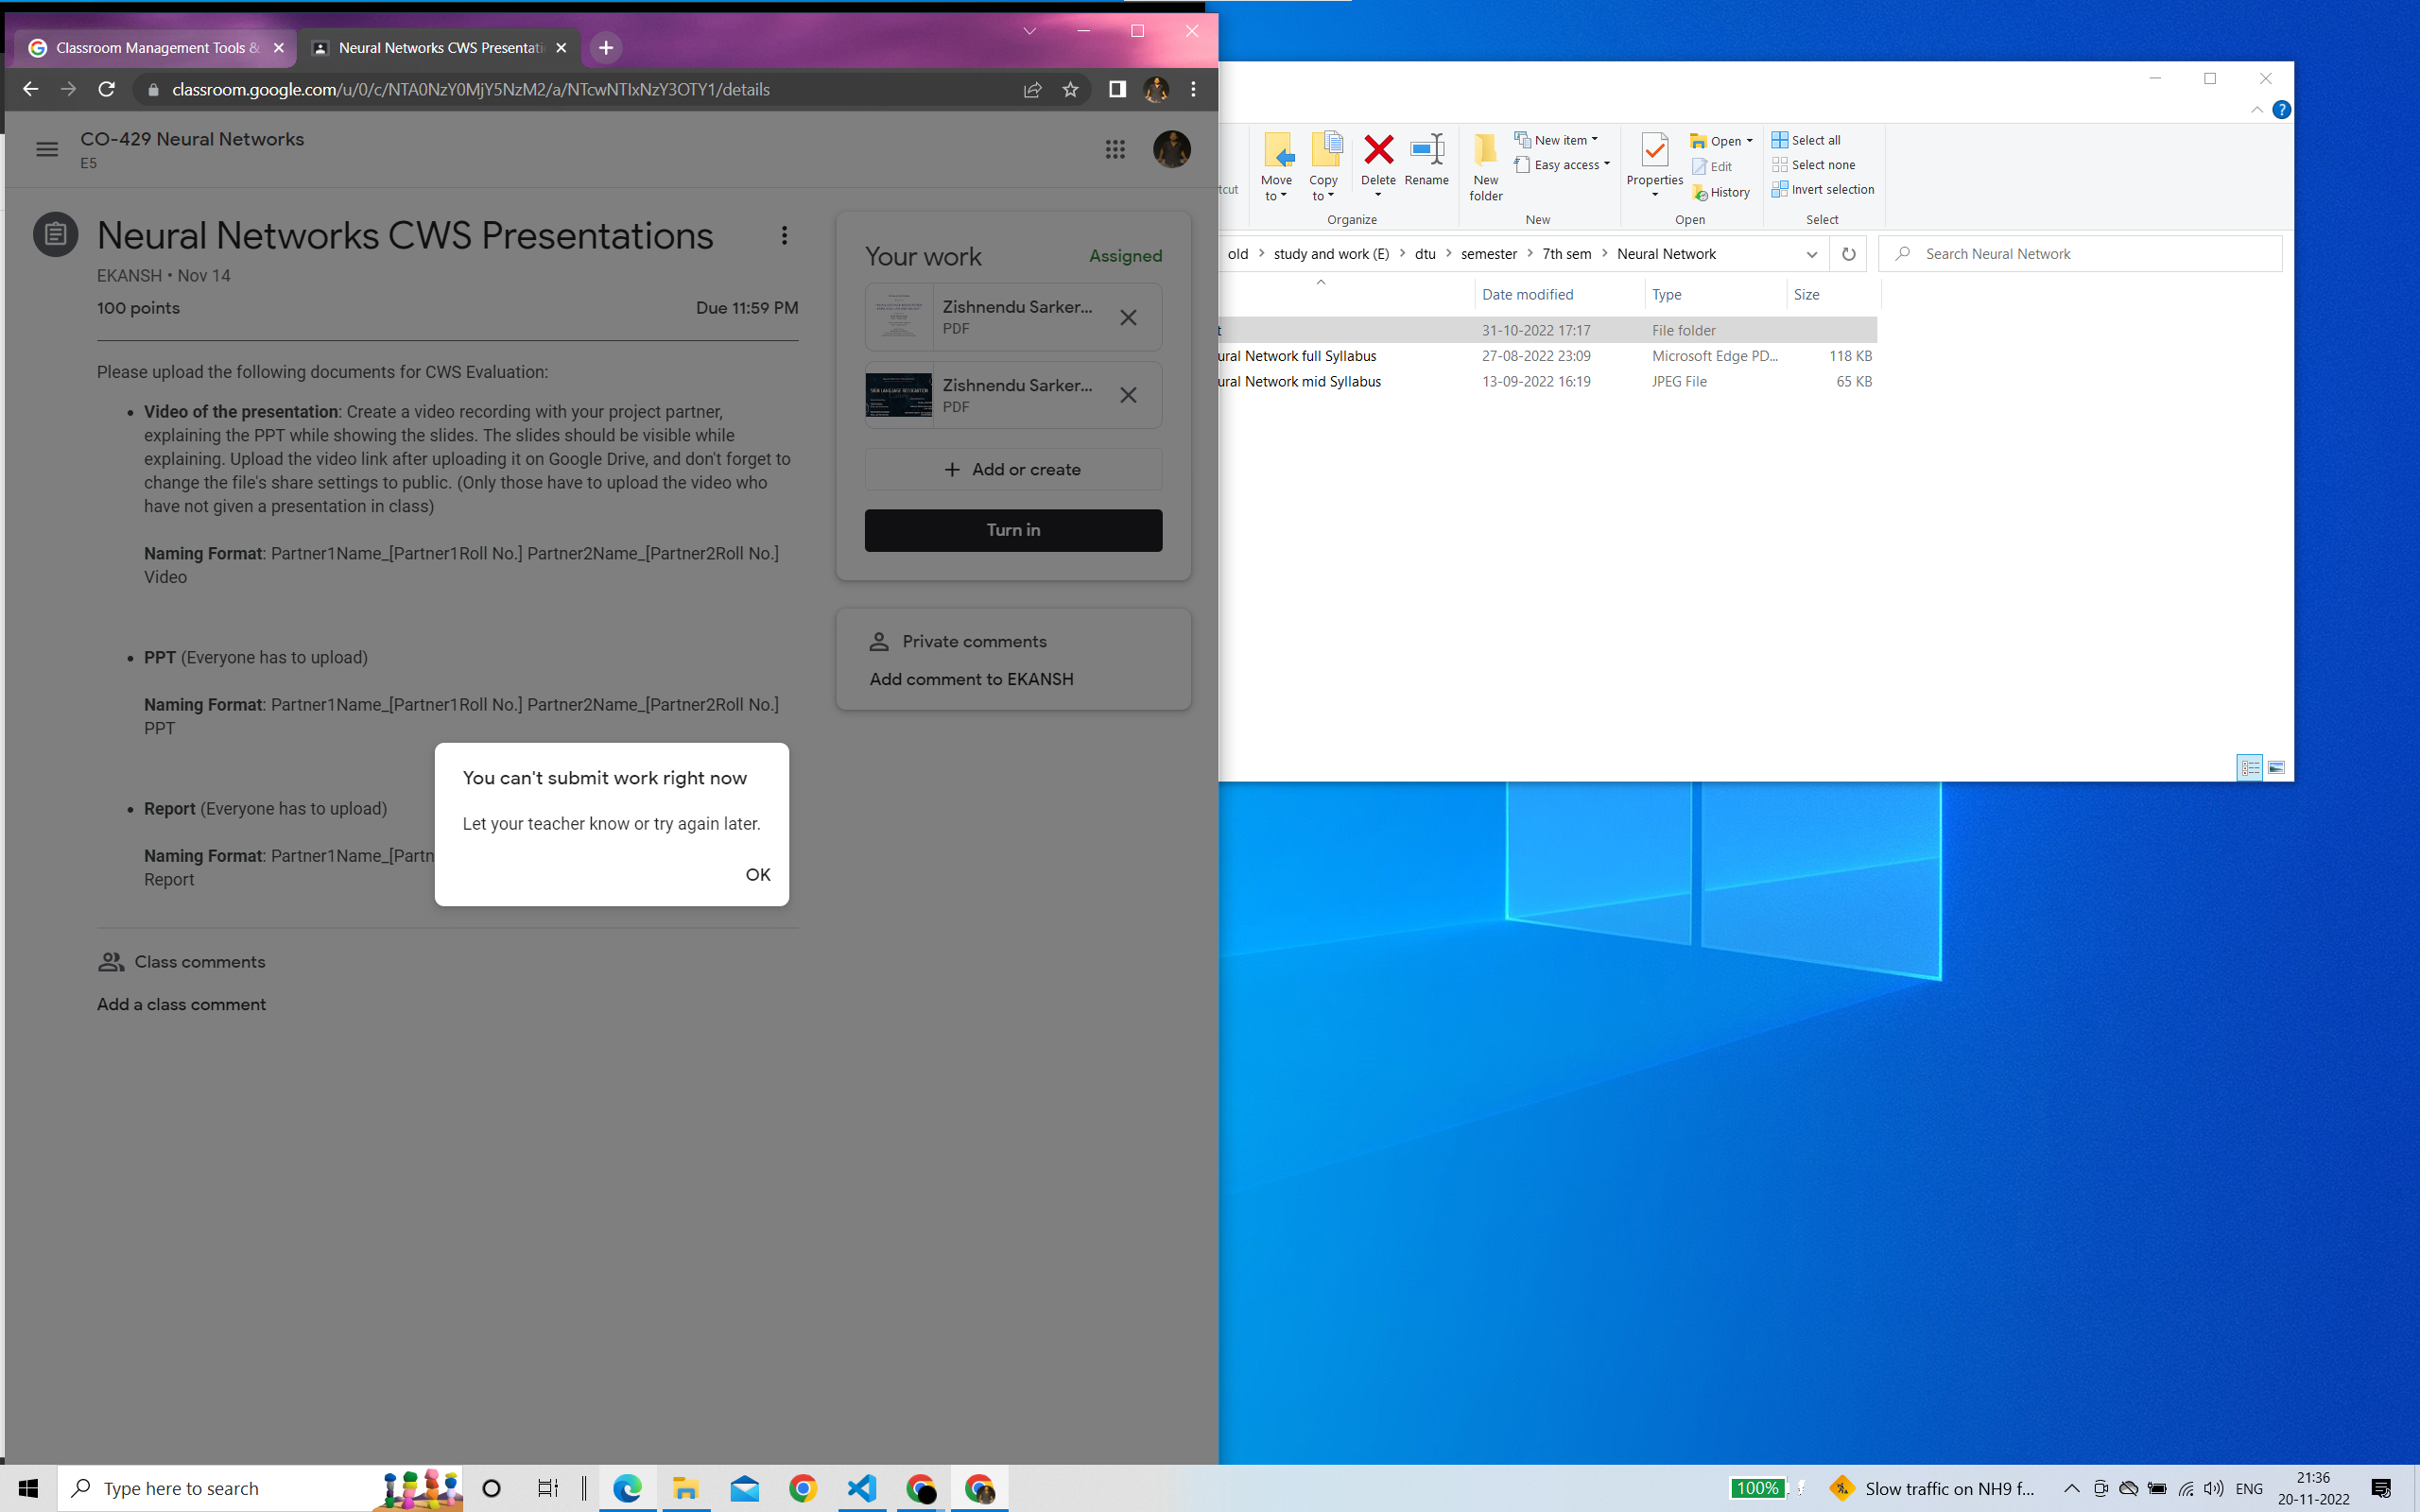 Classroom Management Tools &
Neural Networks CWS Presentati
classroom.google.com/u/0/c/NTA0NzY0MjY5NzM2/a/NTcwNTIxNzY3OTY1/details
CO-429 Neural Networks
E5
Neural Networks CWS Presentations
EKANSH • Nov 14
100 points
Due 11:59 PM
Please upload the following documents for CWS Evaluation:
• Video of the presentation: Create a video recording with your project partner,
explaining the PPT while showing the slides. The slides should be visible while
explaining. Upload the video link after uploading it on Google Drive, and don't forget to
change the file's share settings to public. (Only those have to upload the video who
have not given a presentation in class)
Naming Format: Partner1Name_[Partner1Roll No.] Partner2Name_[Partner2Roll No.]
Video
• PPT (Everyone has to upload)
Naming Format: Partner1Name_[Partner1Roll No.] Partner2Name_[Partner2Roll No.]
PPT
• Report (Everyone has to upload)
Naming Format: Partner1Name_[Partn
Report
Class comments
Add a class comment
Your work
Assigned
Zishnendu Sarker...
PDF
SIGN LANGUAGE RECOGNITION
Zishnendu Sarker...
PDF
+ Add or create
Turn in
Private comments
Add comment to EKANSH
You can't submit work right now
Let your teacher know or try again later.
OK
tcut
Move
to
Copy
to
Delete
Rename
Organize
New
folder
New item
Easy access
New
Properties
Open
Edit
History
Open
Select all
Select none
Invert selection
Select
old > study and work (E) > dtu > semester > 7th sem > Neural Network
Search Neural Network
Date modified
Type
Size
t
31-10-2022 17:17
File folder
ural Network full Syllabus
27-08-2022 23:09
Microsoft Edge PD...
118 KB
ural Network mid Syllabus
13-09-2022 16:19
JPEG File
65 KB
Type here to search
100%
Slow traffic on NH9 f...
ENG
21:36
20-11-2022